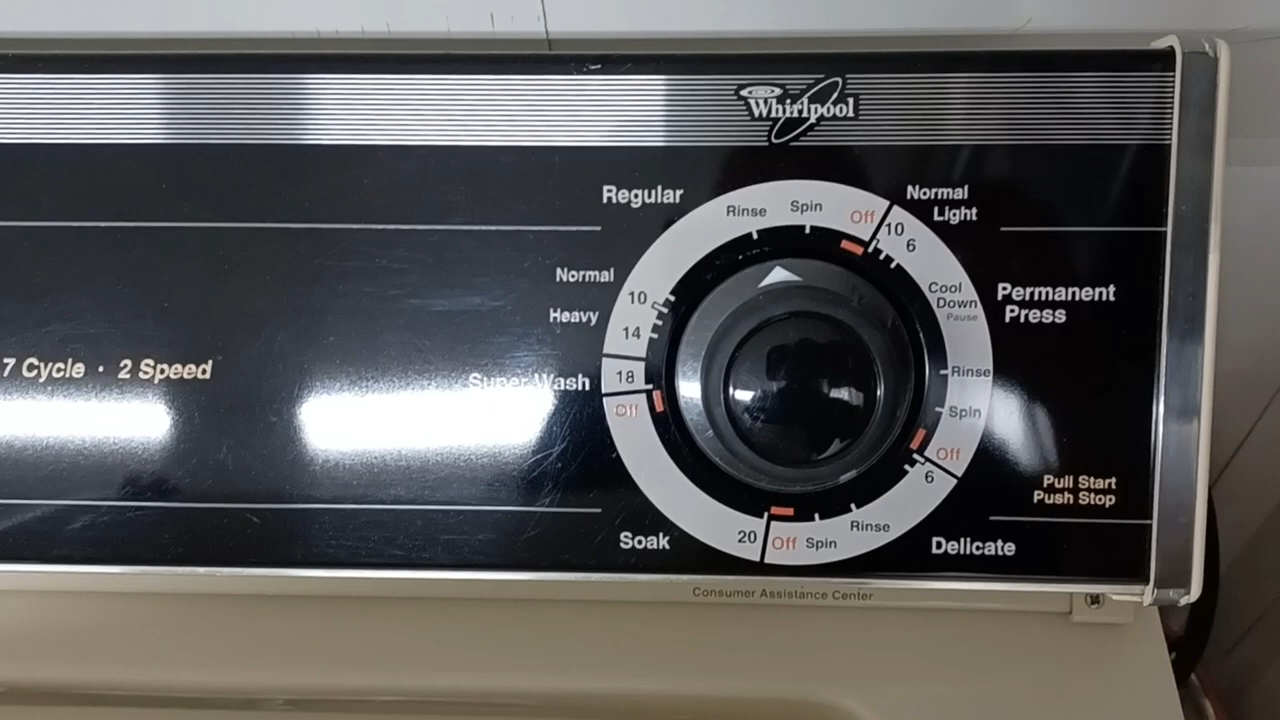 Whirlpool
Regular
Rinse
Spin
Off
Normal
Light
10
6
Normal
10
Heavy
14
Cool
Down
Pause
Permanent
Press
7 Cycle · 2 Speed
Super Wash
18
Off
Rinse
Spin
Off
6
Pull Start
Push Stop
Soak
20
Off
Spin
Rinse
Delicate
Consumer Assistance Center